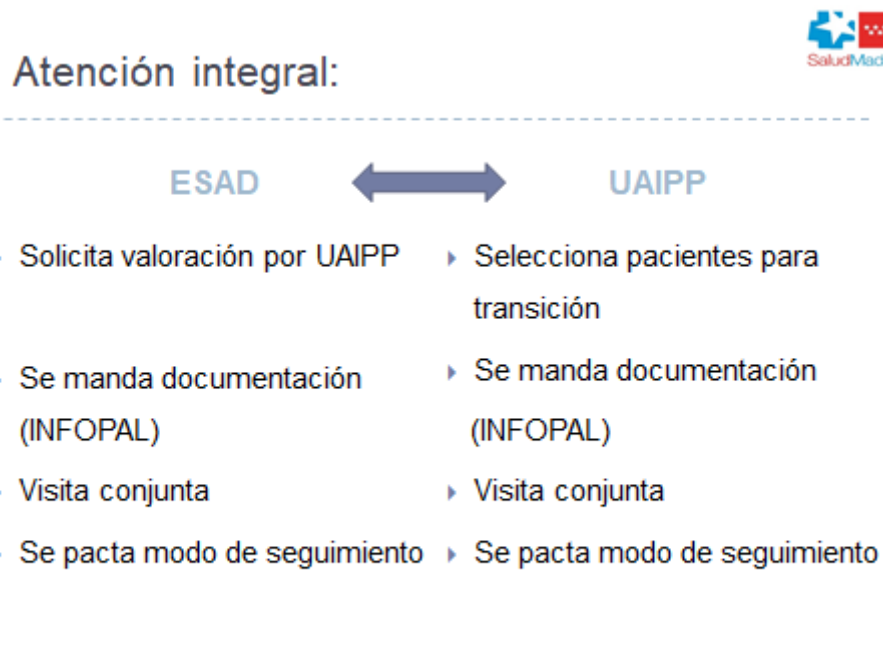 SaludMad
Atención integral:
ESAD
UAIPP
Solicita valoración por UAIPP
Se manda documentación
(INFOPAL)
Visita conjunta
Se pacta modo de seguimiento
Selecciona pacientes para
transición
Se manda documentación
(INFOPAL)
Visita conjunta
Se pacta modo de seguimiento